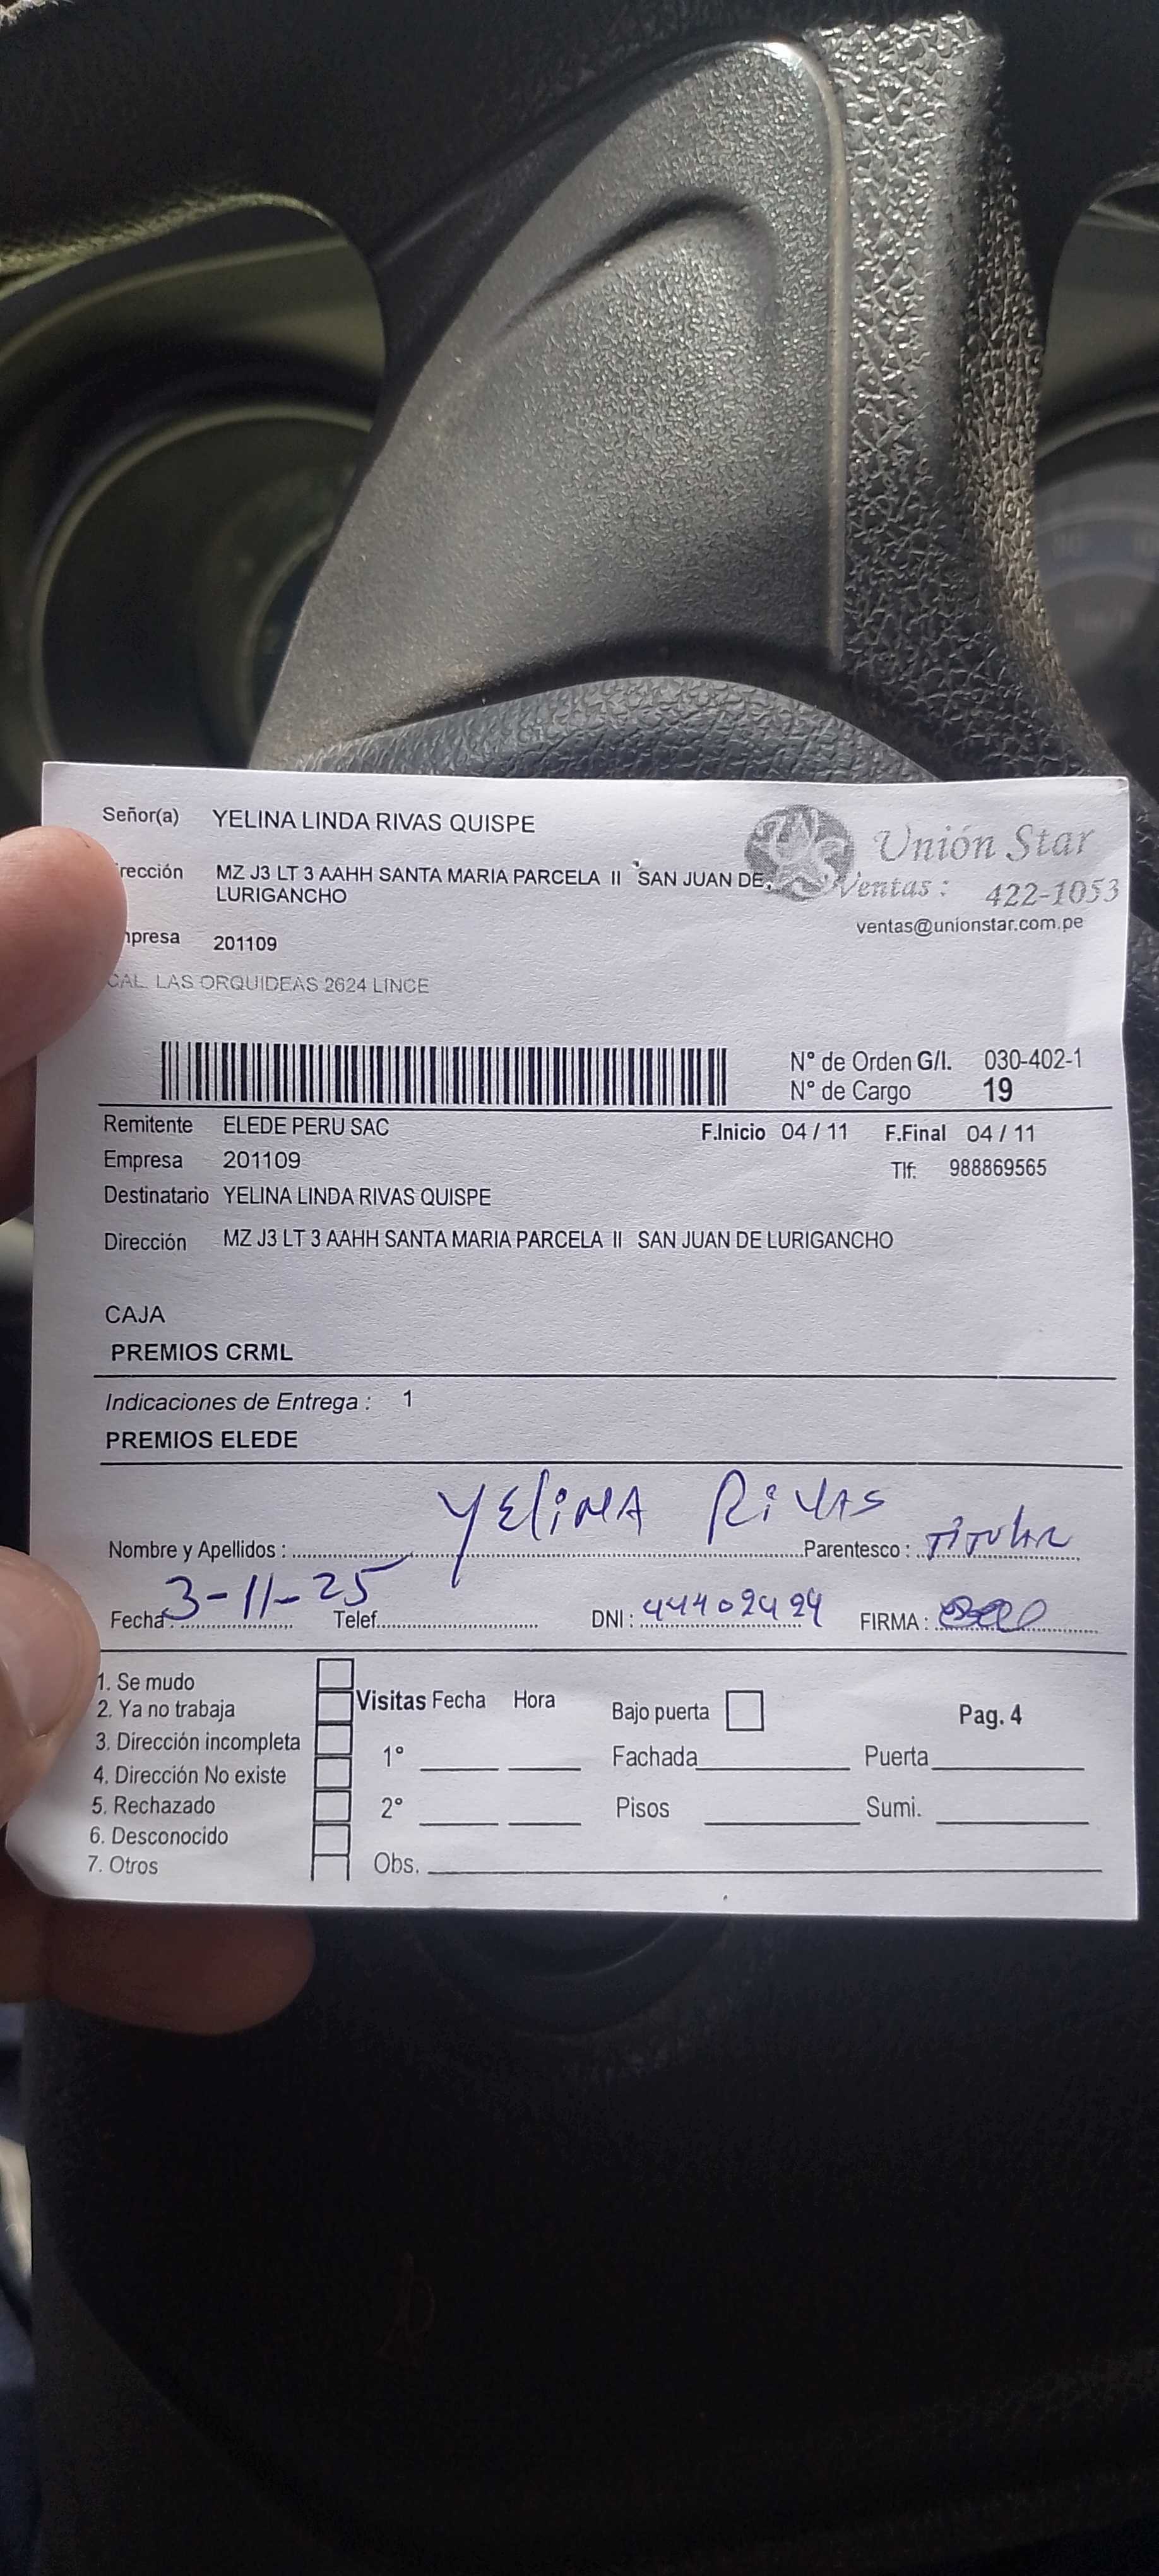 Señor(a) YELINA LINDA RIVAS QUISPE
Unión Star
rección MZ J3 LT 3 AAHH SANTA MARIA PARCELA II SAN JUAN DE
LURIGANCHO
Ventas: 422-1053
ventas@unionstar.com.pe
presa 201109
CAL. LAS ORQUIDEAS 2624 LINCE
N° de Orden G/I. 030-402-1
N° de Cargo 19
Remitente ELEDE PERU SAC F.Inicio 04 / 11 F.Final 04 / 11
Empresa 201109 Tlf: 988869565
Destinatario YELINA LINDA RIVAS QUISPE
Dirección MZ J3 LT 3 AAHH SANTA MARIA PARCELA II SAN JUAN DE LURIGANCHO
CAJA
PREMIOS CRML
Indicaciones de Entrega : 1
PREMIOS ELEDE
Nombre y Apellidos : YELINA RIVAS Parentesco : TITULAR
Fecha : 3-11-25 Telef. DNI : 44402424 FIRMA :
1. Se mudo
2. Ya no trabaja
3. Dirección incompleta
4. Dirección No existe
5. Rechazado
6. Desconocido
7. Otros
Visitas Fecha Hora
1°
2°
Obs.
Bajo puerta Pag. 4
Fachada Puerta
Pisos Sumi.